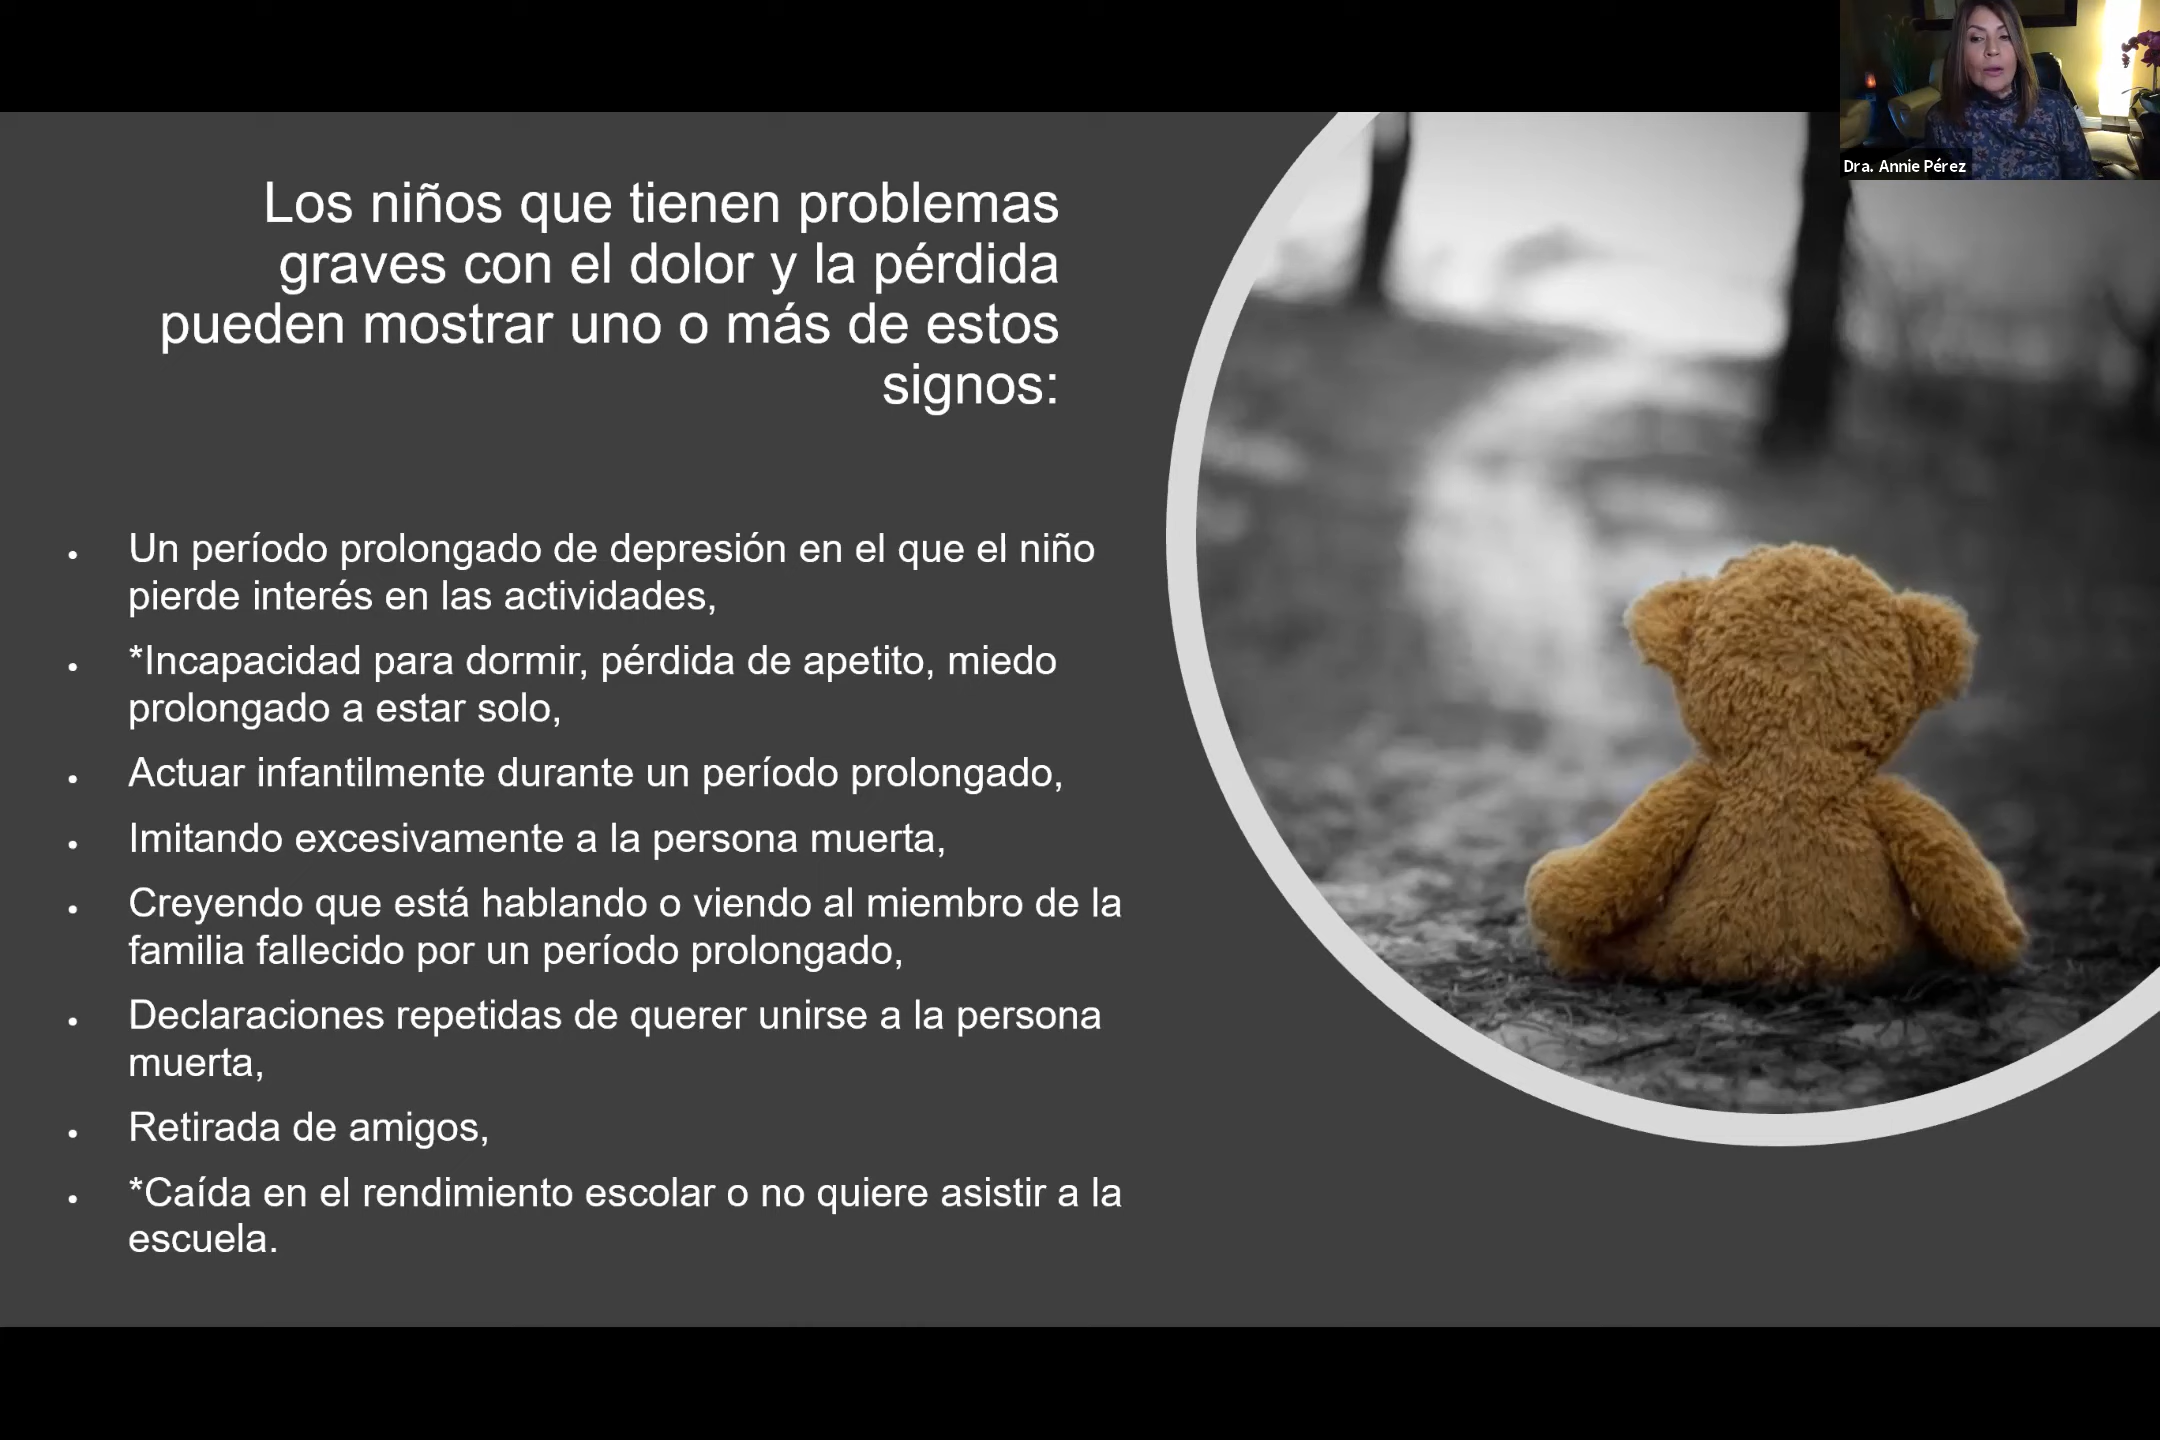 Dra. Annie Pérez
Los niños que tienen problemas
graves con el dolor y la pérdida
pueden mostrar uno o más de estos
signos:
• Un período prolongado de depresión en el que el niño
pierde interés en las actividades,
• *Incapacidad para dormir, pérdida de apetito, miedo
prolongado a estar solo,
• Actuar infantilmente durante un período prolongado,
• Imitando excesivamente a la persona muerta,
• Creyendo que está hablando o viendo al miembro de la
familia fallecido por un período prolongado,
• Declaraciones repetidas de querer unirse a la persona
muerta,
• Retirada de amigos,
• *Caída en el rendimiento escolar o no quiere asistir a la
escuela.